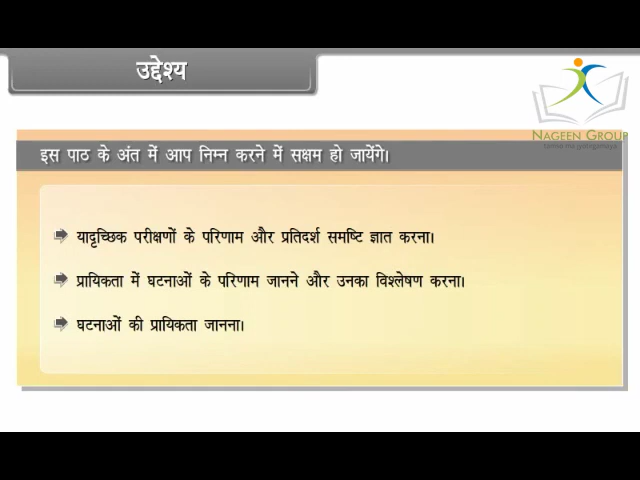 उद्देश्य
NAGEEN GROUP
इस पाठ के अंत में आप निम्न करने में सक्षम हो जायेंगे।
यादृच्छिक परीक्षणों के परिणाम और प्रतिदर्श समष्टि ज्ञात करना।
प्रायिकता में घटनाओं के परिणाम जानने और उनका विश्लेषण करना।
घटनाओं की प्रायिकता जानना।